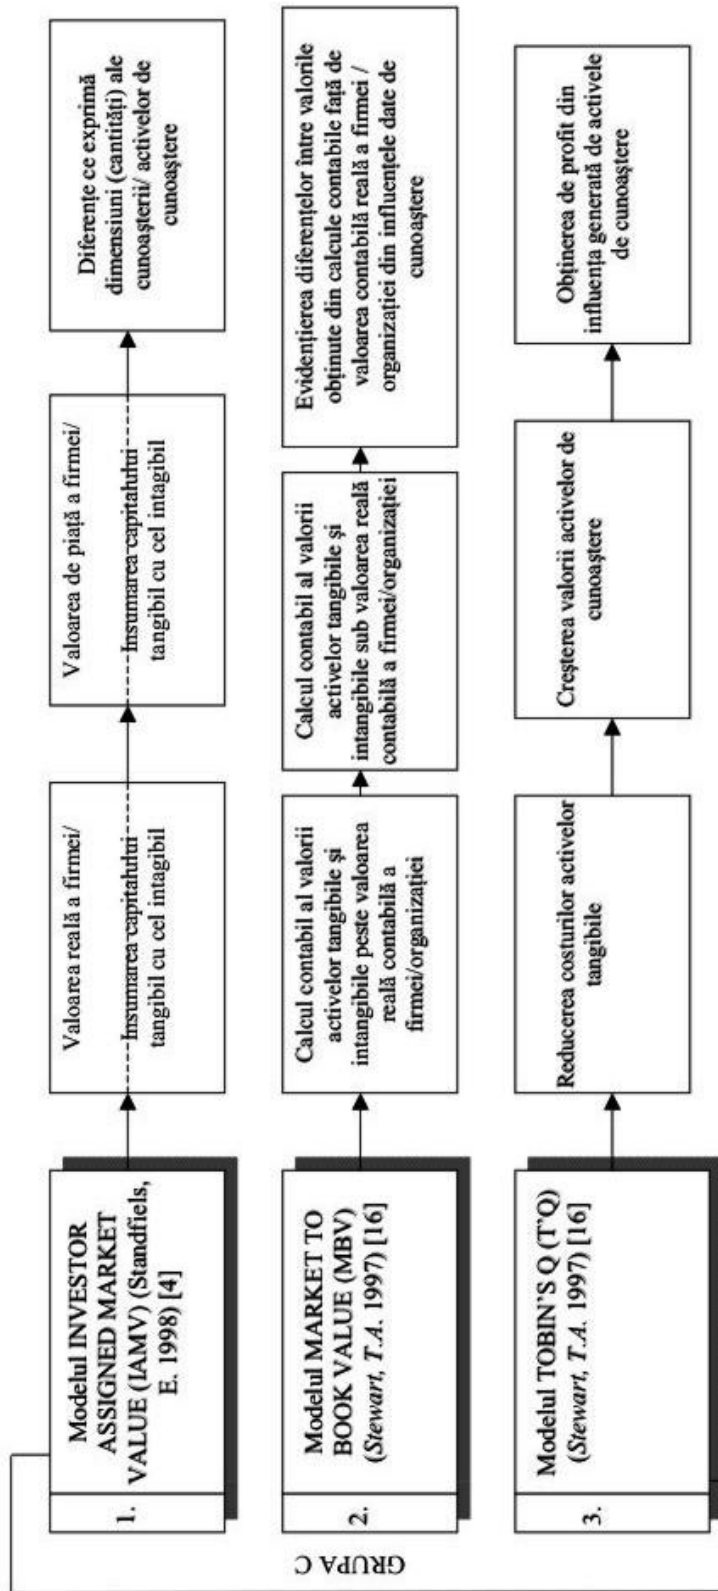 GRUPA C
1.
Modelul INVESTOR
ASSIGNED MARKET
VALUE (IAMV) (Standfiels,
E. 1998) [4]
Valoarea reală a firmei/
Insumarea capitalului
tangibil cu cel intagibil
Valoarea de piață a firmei/
Insumarea capitalului
tangibil cu cel intagibil
Diferențe ce exprimă
dimensiuni (cantități) ale
cunoașterii/ activelor de
cunoaștere
2.
Modelul MARKET TO
BOOK VALUE (MBV)
(Stewart, T.A. 1997) [16]
Calcul contabil al valorii
activelor tangibile și
intangibile peste valoarea
reală contabilă a
firmei/organizației
Calcul contabil al valorii
activelor tangibile și
intangibile sub valoarea reală
contabilă a firmei/organizației
Evidențierea diferențelor între valorile
obținute din calcule contabile față de
valoarea contabilă reală a firmei /
organizației din influențele date de
cunoaștere
3.
Modelul TOBIN'S Q (T'Q)
(Stewart, T.A. 1997) [16]
Reducerea costurilor activelor
tangibile
Creșterea valorii activelor de
cunoaștere
Obținerea de profit din
influența generată de activele
de cunoaștere